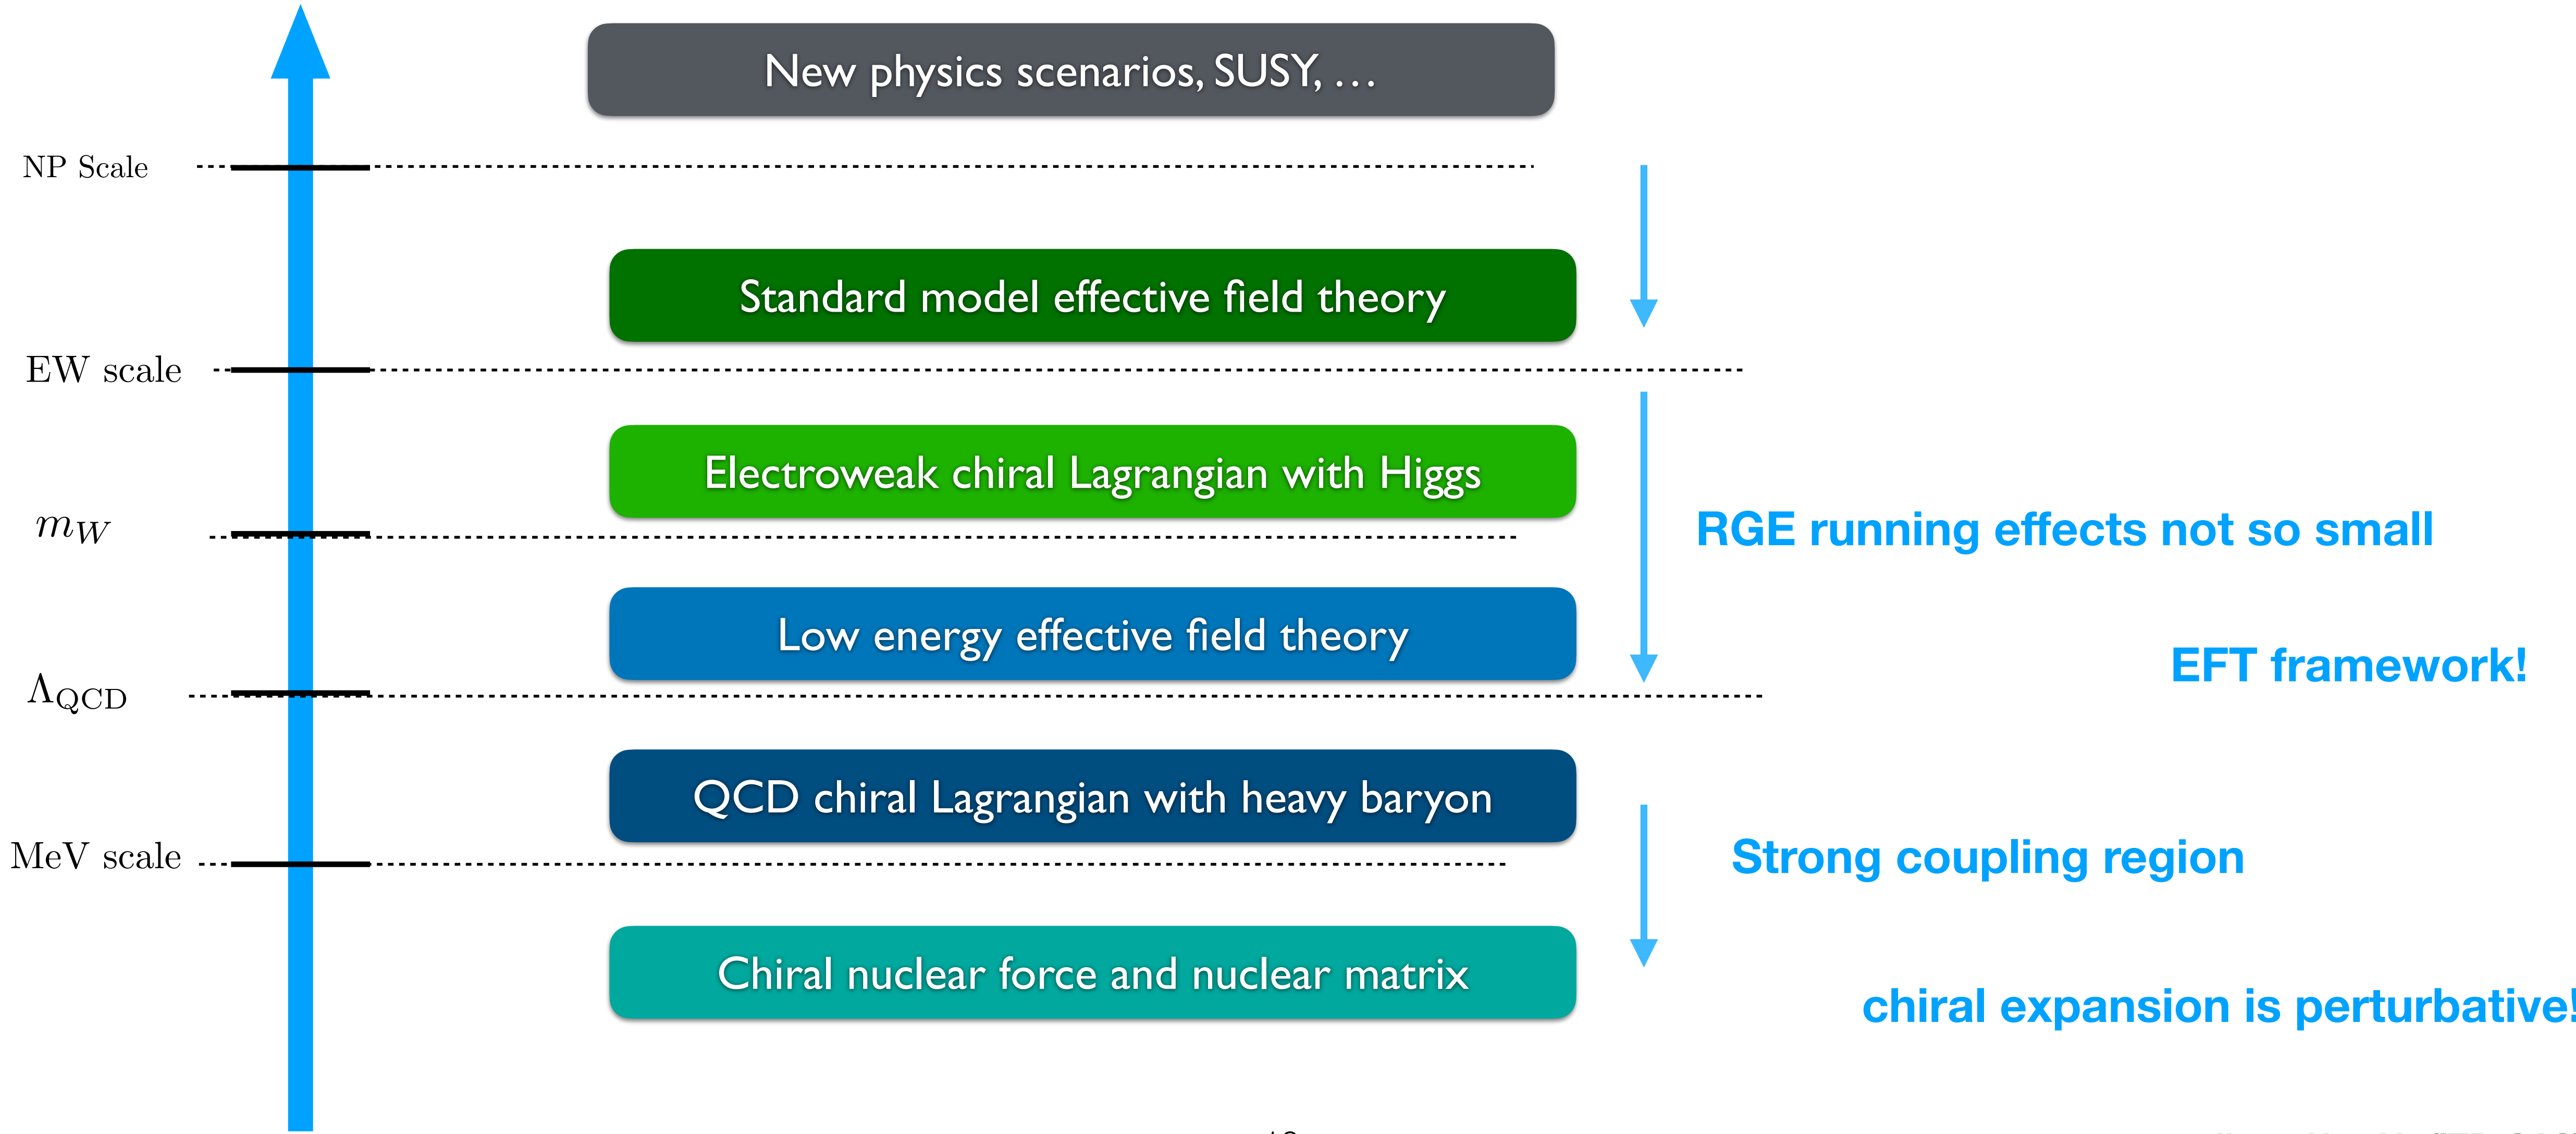 New physics scenarios, SUSY, …
NP Scale
Standard model effective field theory
EW scale
Electroweak chiral Lagrangian with Higgs
m_W
RGE running effects not so small
Low energy effective field theory
EFT framework!
Λ_QCD
QCD chiral Lagrangian with heavy baryon
MeV scale
Strong coupling region
Chiral nuclear force and nuclear matrix
chiral expansion is perturbative!